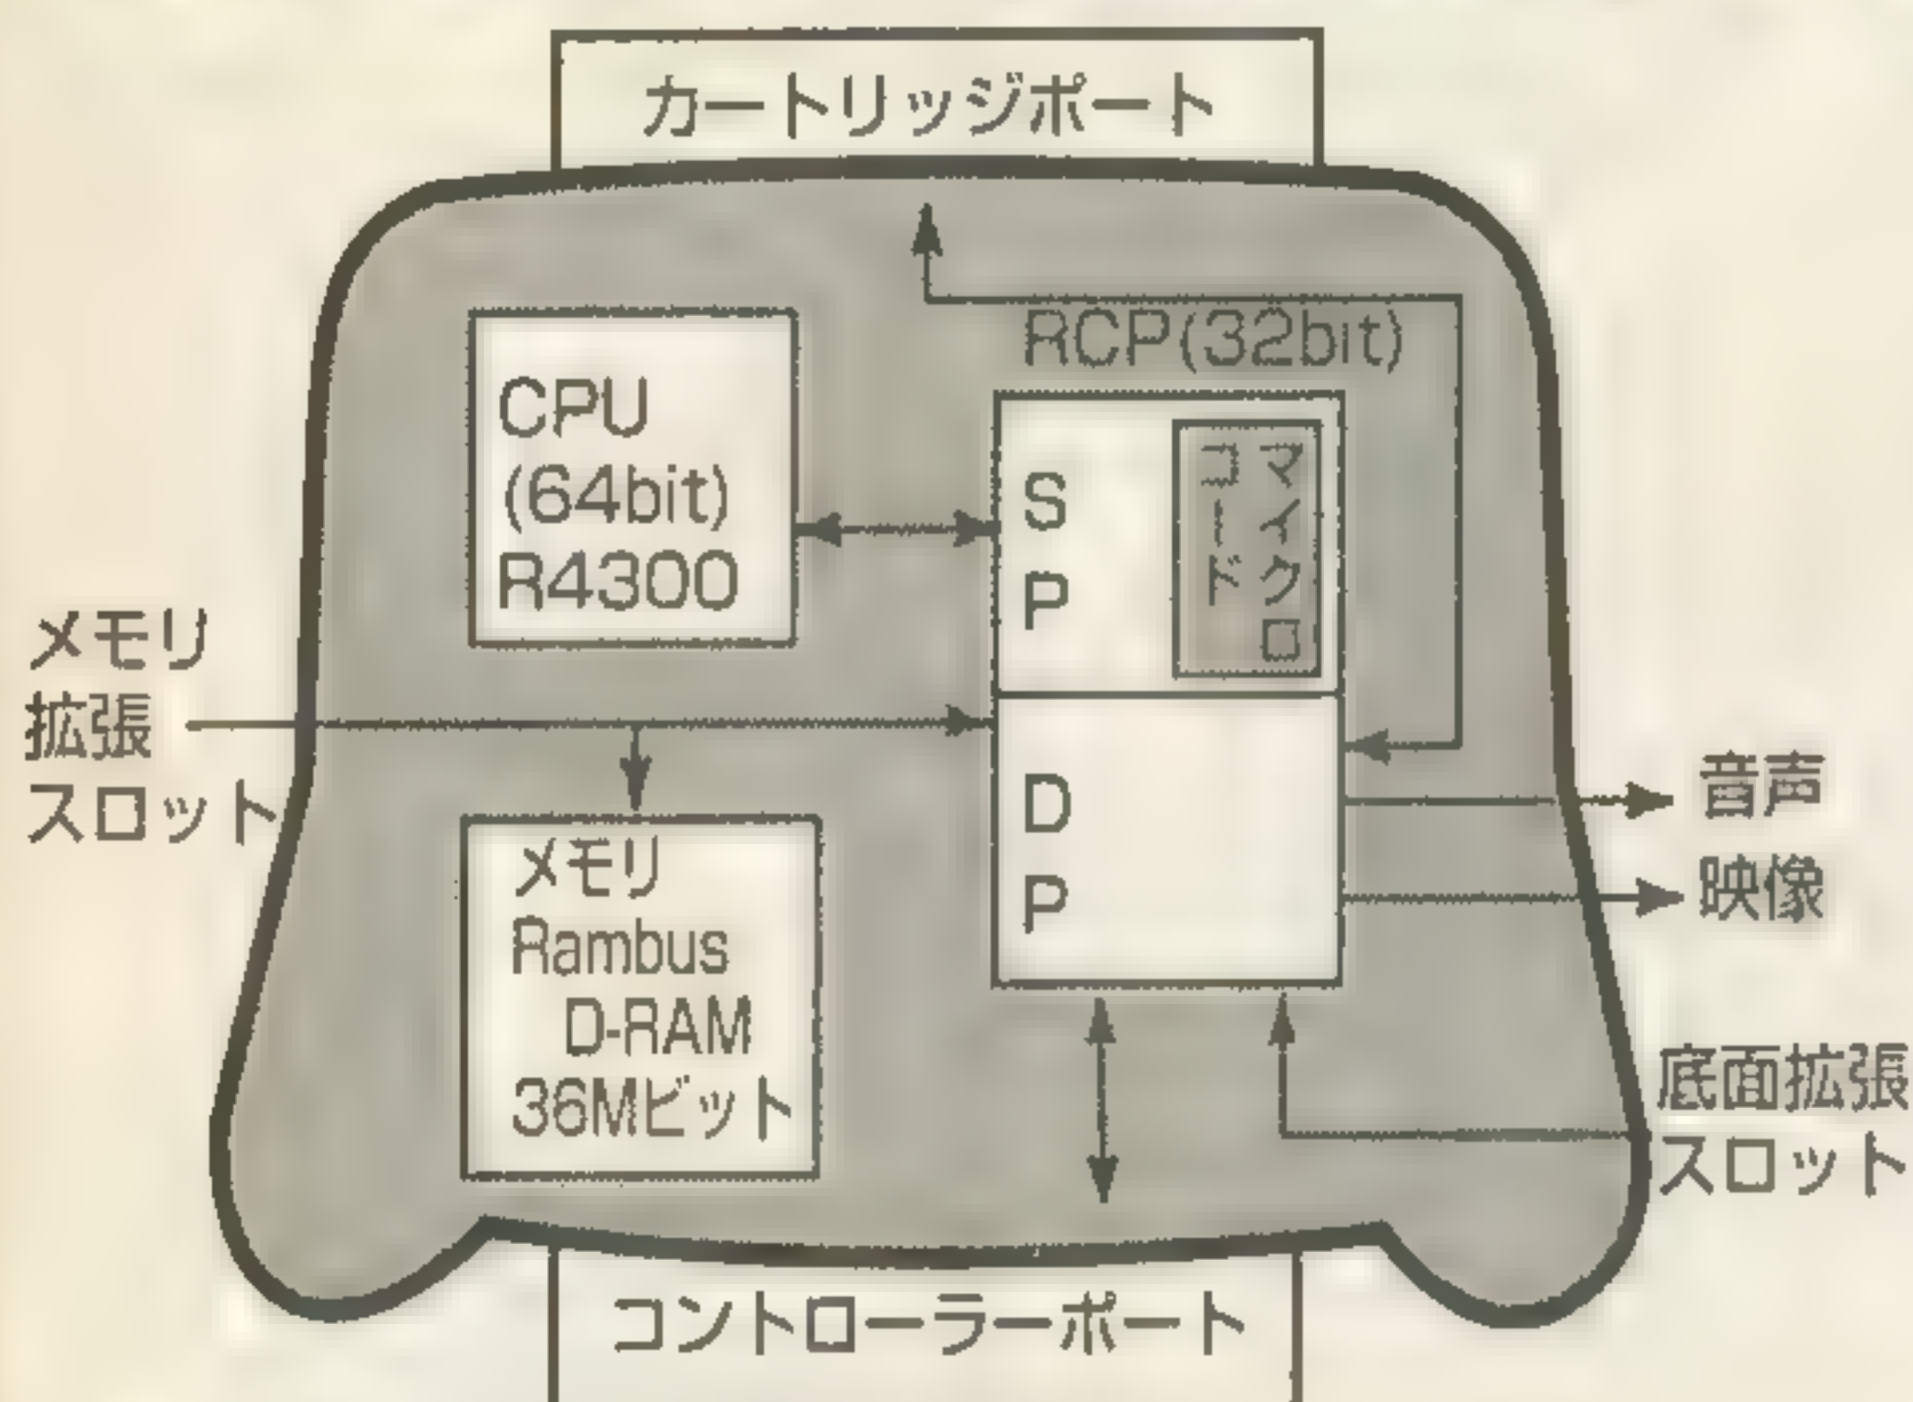 カートリッジポート
RCP(32bit)
CPU
(64bit)
R4300
S
P
マイクロ
コード
メモリ
拡張
スロット
D
P
音声
映像
メモリ
Rambus
D-RAM
36Mビット
底面拡張
スロット
コントローラーポート